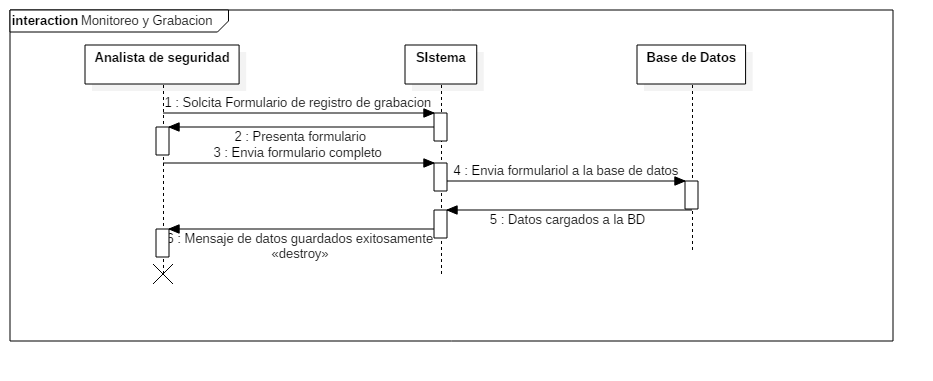 interaction Monitoreo y Grabacion
Analista de seguridad
SIstema
Base de Datos
1 : Solcita Formulario de registro de grabacion
2 : Presenta formulario
3 : Envia formulario completo
4 : Envia formulariol a la base de datos
5 : Datos cargados a la BD
6 : Mensaje de datos guardados exitosamente
«destroy»